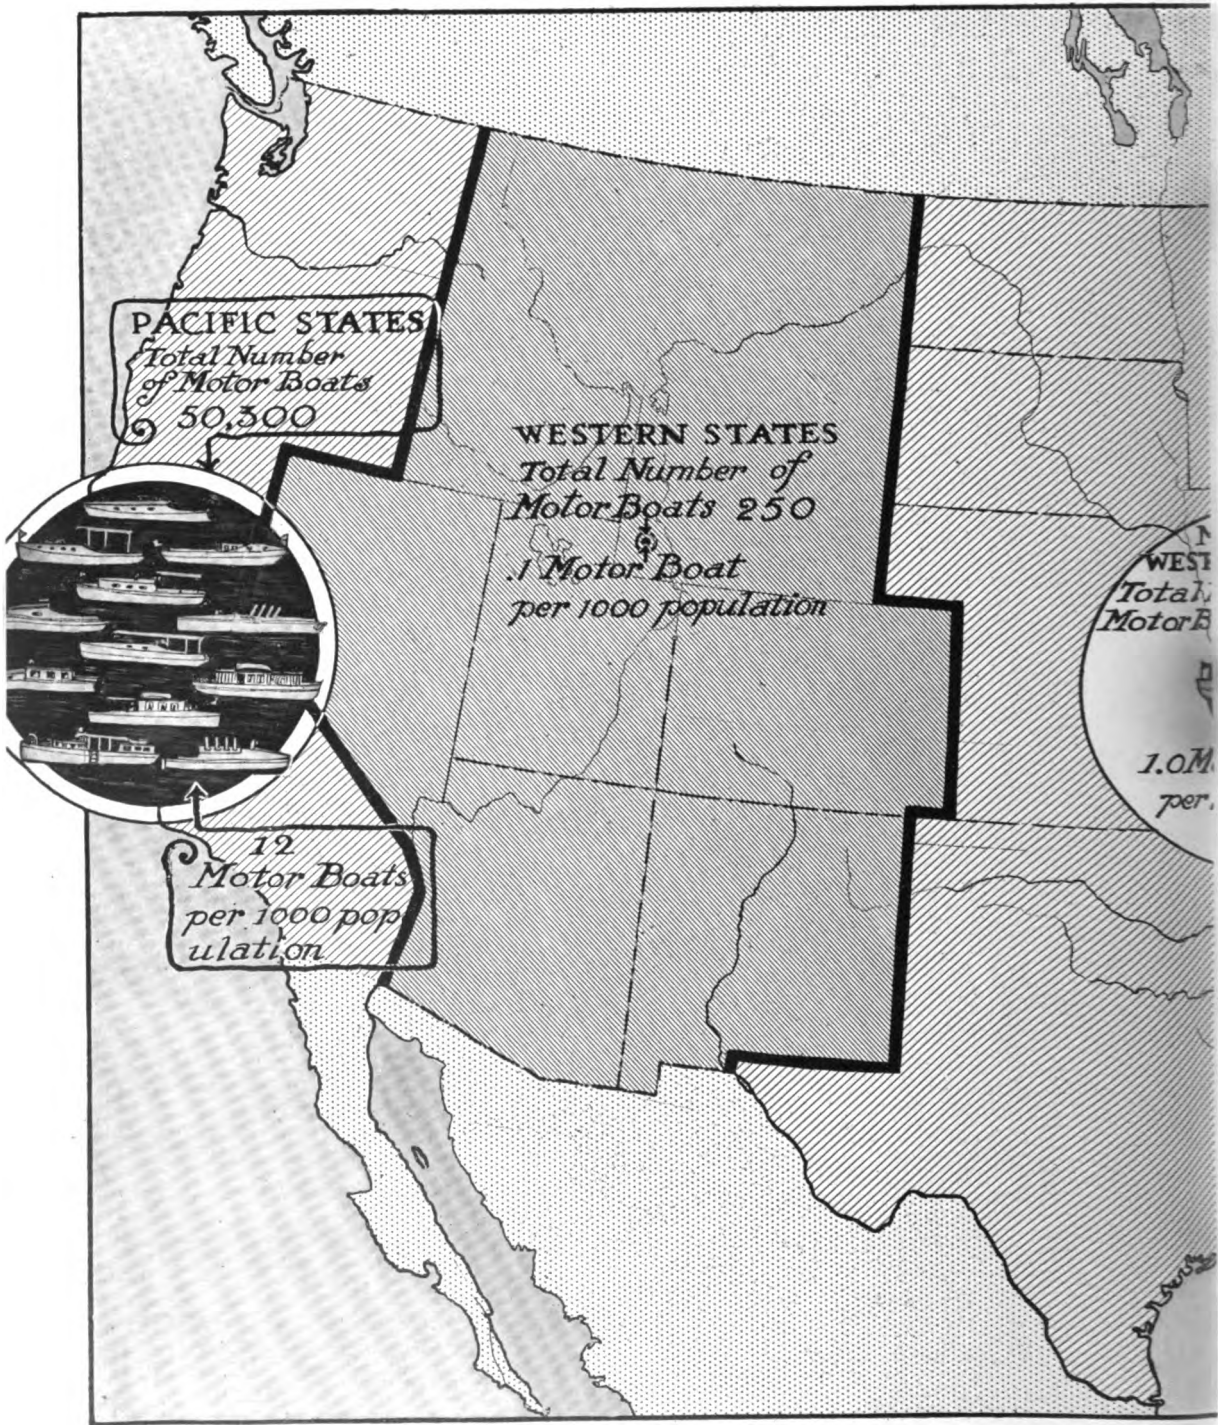 PACIFIC STATES
Total Number
of Motor Boats
50,300
WESTERN STATES
Total Number of
Motor Boats 250
.1 Motor Boat
per 1000 population
12
Motor Boats
per 1000 pop
ulation
Total
Motor
1.0
per